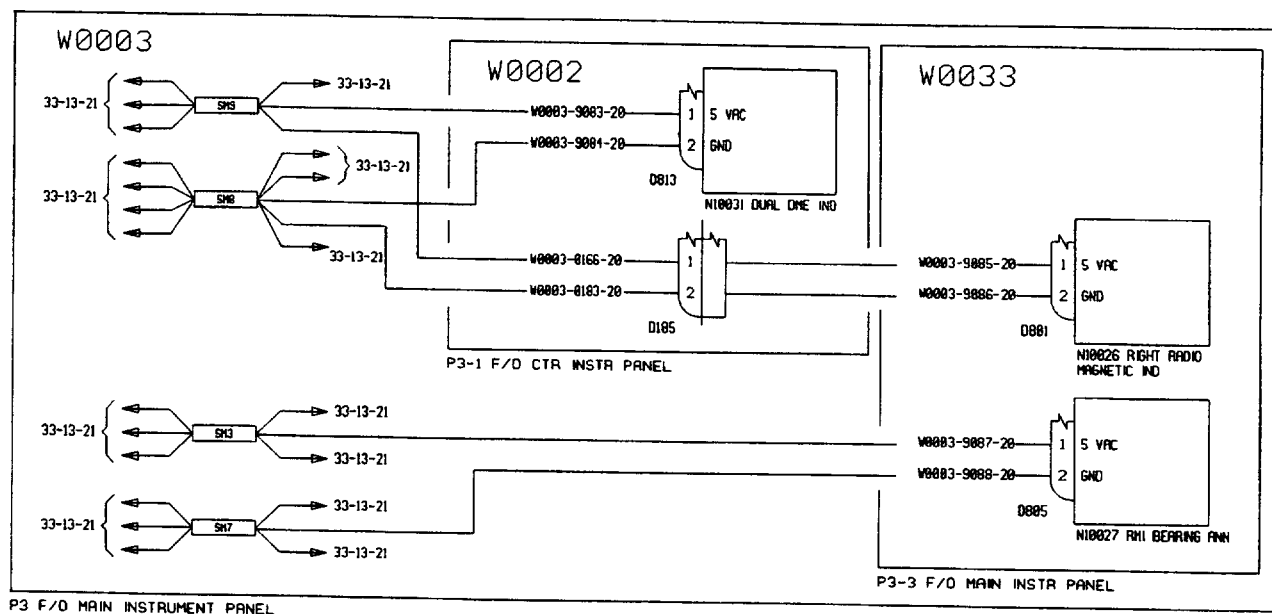 W0003
W0002
W0033
33-13-21
SM9
33-13-21
W0003-9083-20
1
5 VAC
W0003-9084-20
2
GND
33-13-21
SM8
33-13-21
33-13-21
D813
N10031 DUAL DME IND
W0003-0166-20
1
W0003-0183-20
2
D185
W0003-9085-20
1
5 VAC
W0003-9086-20
2
GND
D801
N10026 RIGHT RADIO
MAGNETIC IND
P3-1 F/O CTR INSTR PANEL
33-13-21
SM3
33-13-21
33-13-21
W0003-9087-20
1
5 VAC
W0003-9088-20
2
GND
33-13-21
SM7
33-13-21
33-13-21
D805
N10027 RMI BEARING ANN
P3-3 F/O MAIN INSTR PANEL
P3 F/O MAIN INSTRUMENT PANEL